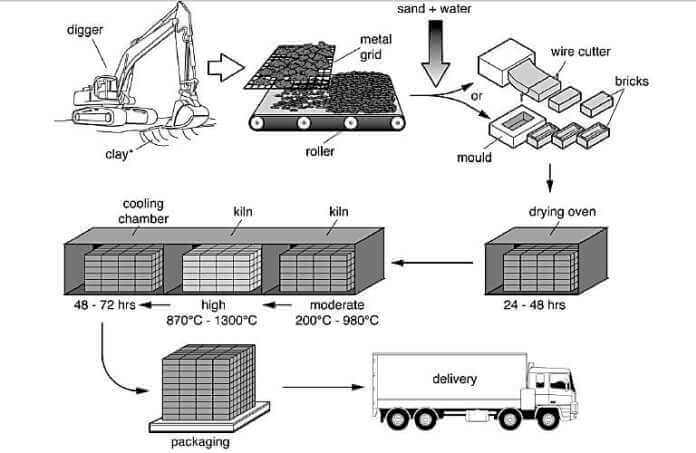 sand + water
digger
metal
grid
wire cutter
bricks
or
roller
clay*
mould
cooling
chamber
kiln
kiln
drying oven
48 - 72 hrs
high
870°C - 1300°C
moderate
200°C - 980°C
24 - 48 hrs
delivery
packaging